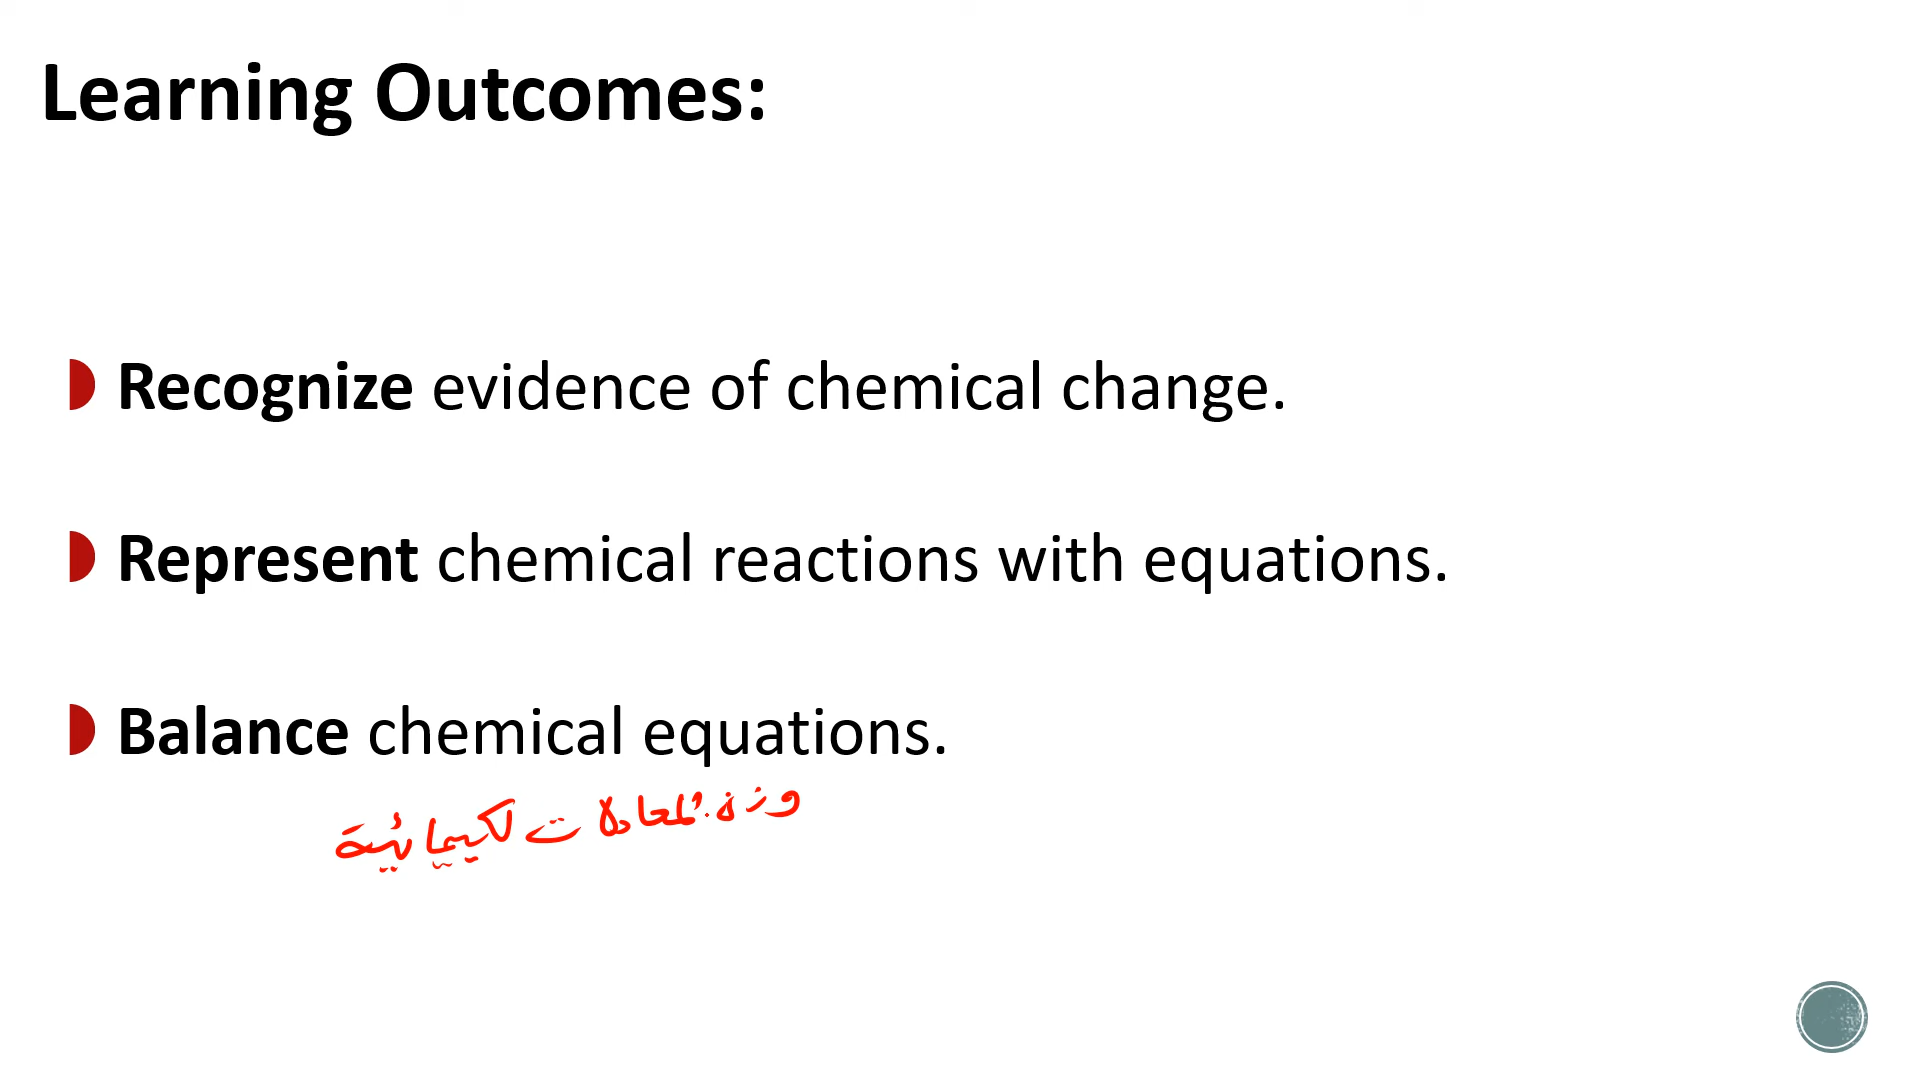 Learning Outcomes:
Recognize evidence of chemical change.
Represent chemical reactions with equations.
Balance chemical equations.
وزن المعادلات الكيميائية